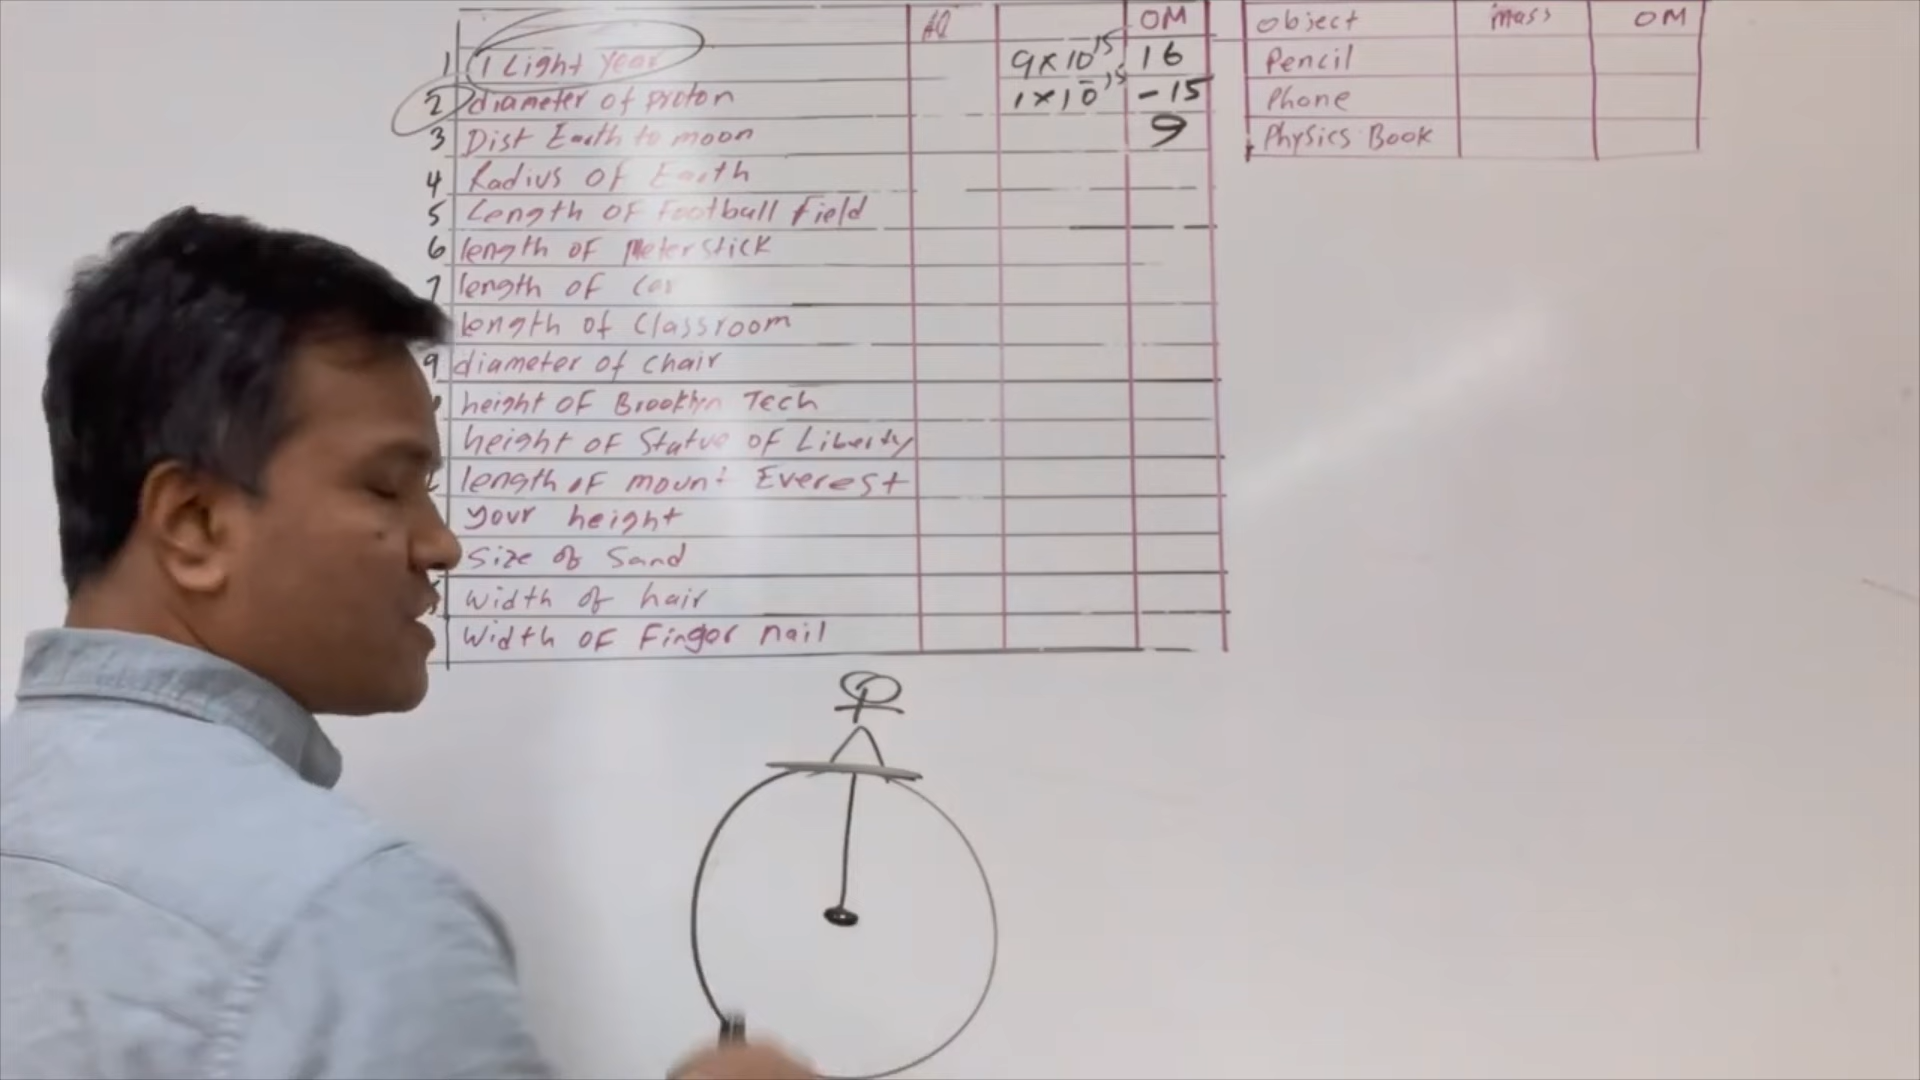 AQ OM
1 1 Light Year 9×10^15 16
2 diameter of proton 1×10^-15 -15
3 Dist Earth to moon 9
4 Radius OF Earth
5 Length OF Football Field
6 length OF Meter stick
7 length OF Car
length of Classroom
9 diameter of chair
height OF Brooklyn Tech
height OF Statue OF Liberty
length OF mount Everest
your height
Size of Sand
Width of hair
Width OF Finger nail
object mass OM
Pencil
Phone
Physics Book